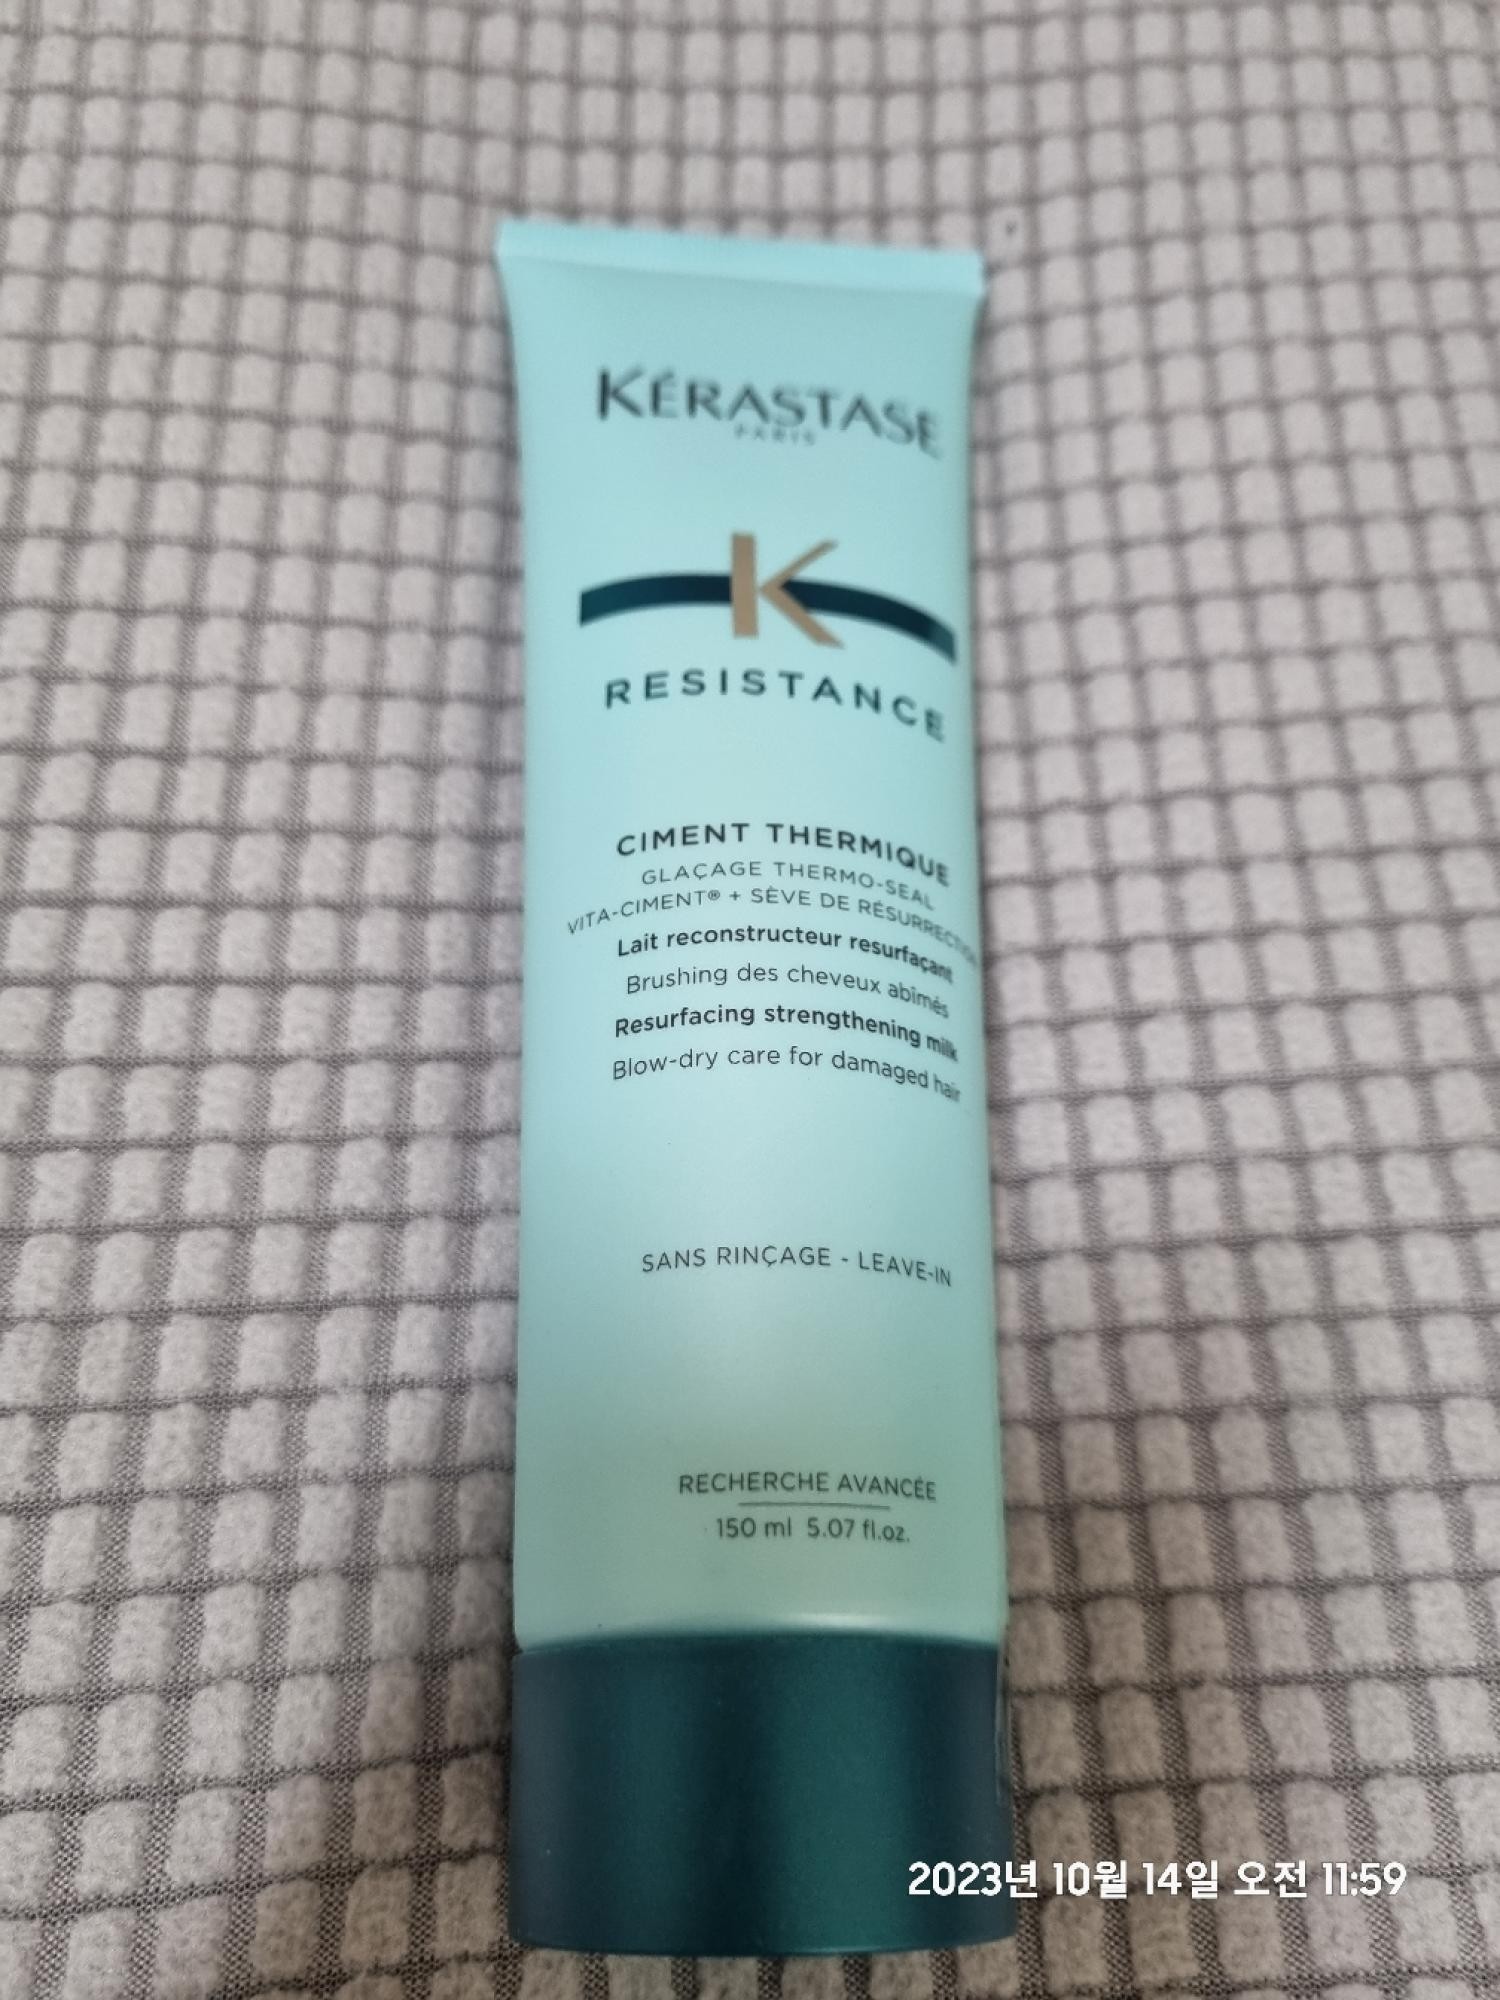 KÉRASTASE
PARIS
K
RESISTANCE
CIMENT THERMIQUE
GLAÇAGE THERMO-SEAL
VITA-CIMENT® + SÈVE DE RÉSURRECTION
Lait reconstructeur resurfaçant
Brushing des cheveux abîmés
Resurfacing strengthening milk
Blow-dry care for damaged hair
SANS RINÇAGE - LEAVE-IN
RECHERCHE AVANCÉE
150 ml 5.07 fl.oz.
2023년 10월 14일 오전 11:59